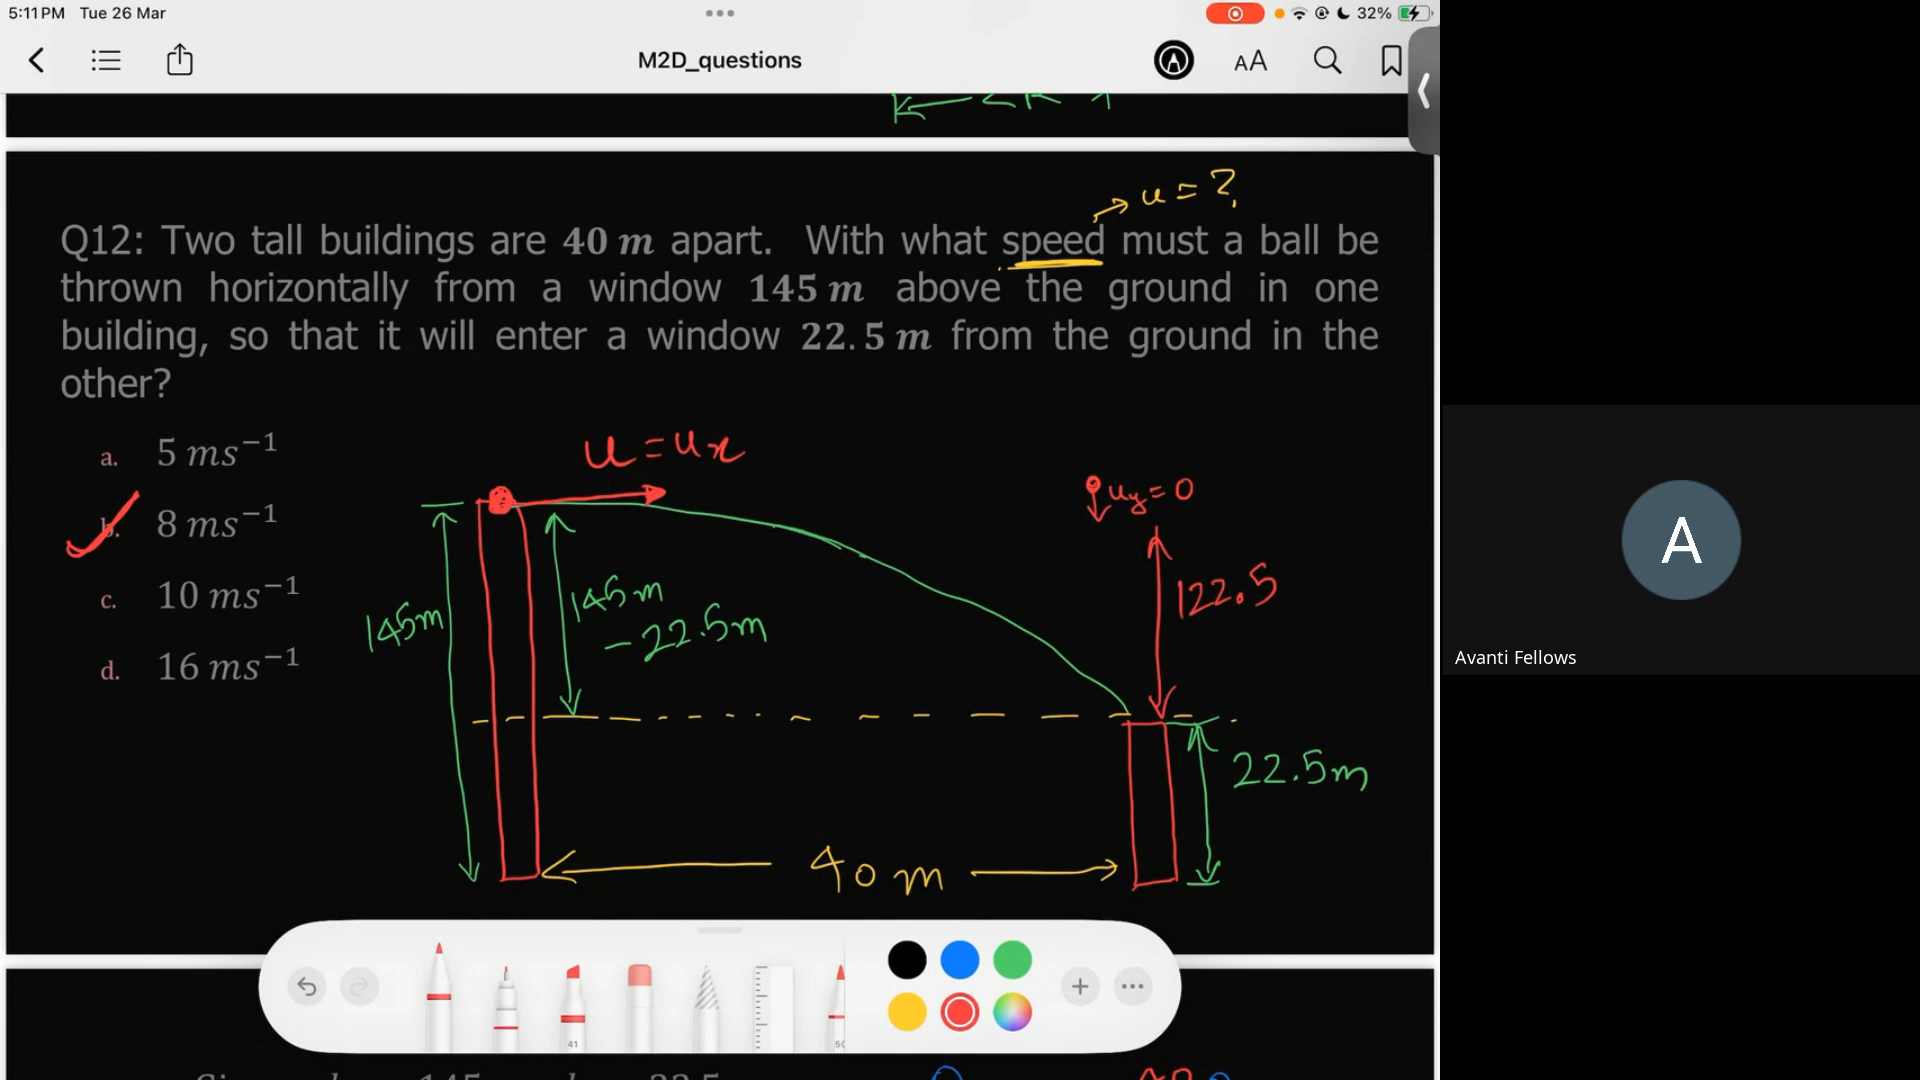 5:11 PM Tue 26 Mar
32%
M2D_questions
AA
u = ?
Q12: Two tall buildings are 40 m apart. With what speed must a ball be
thrown horizontally from a window 145 m above the ground in one
building, so that it will enter a window 22.5 m from the ground in the
other?
a. 5 ms⁻¹
b. 8 ms⁻¹
c. 10 ms⁻¹
d. 16 ms⁻¹
u = ux
uy = 0
145m
145m
- 22.5m
122.5
22.5m
40 m
41
A
Avanti Fellows